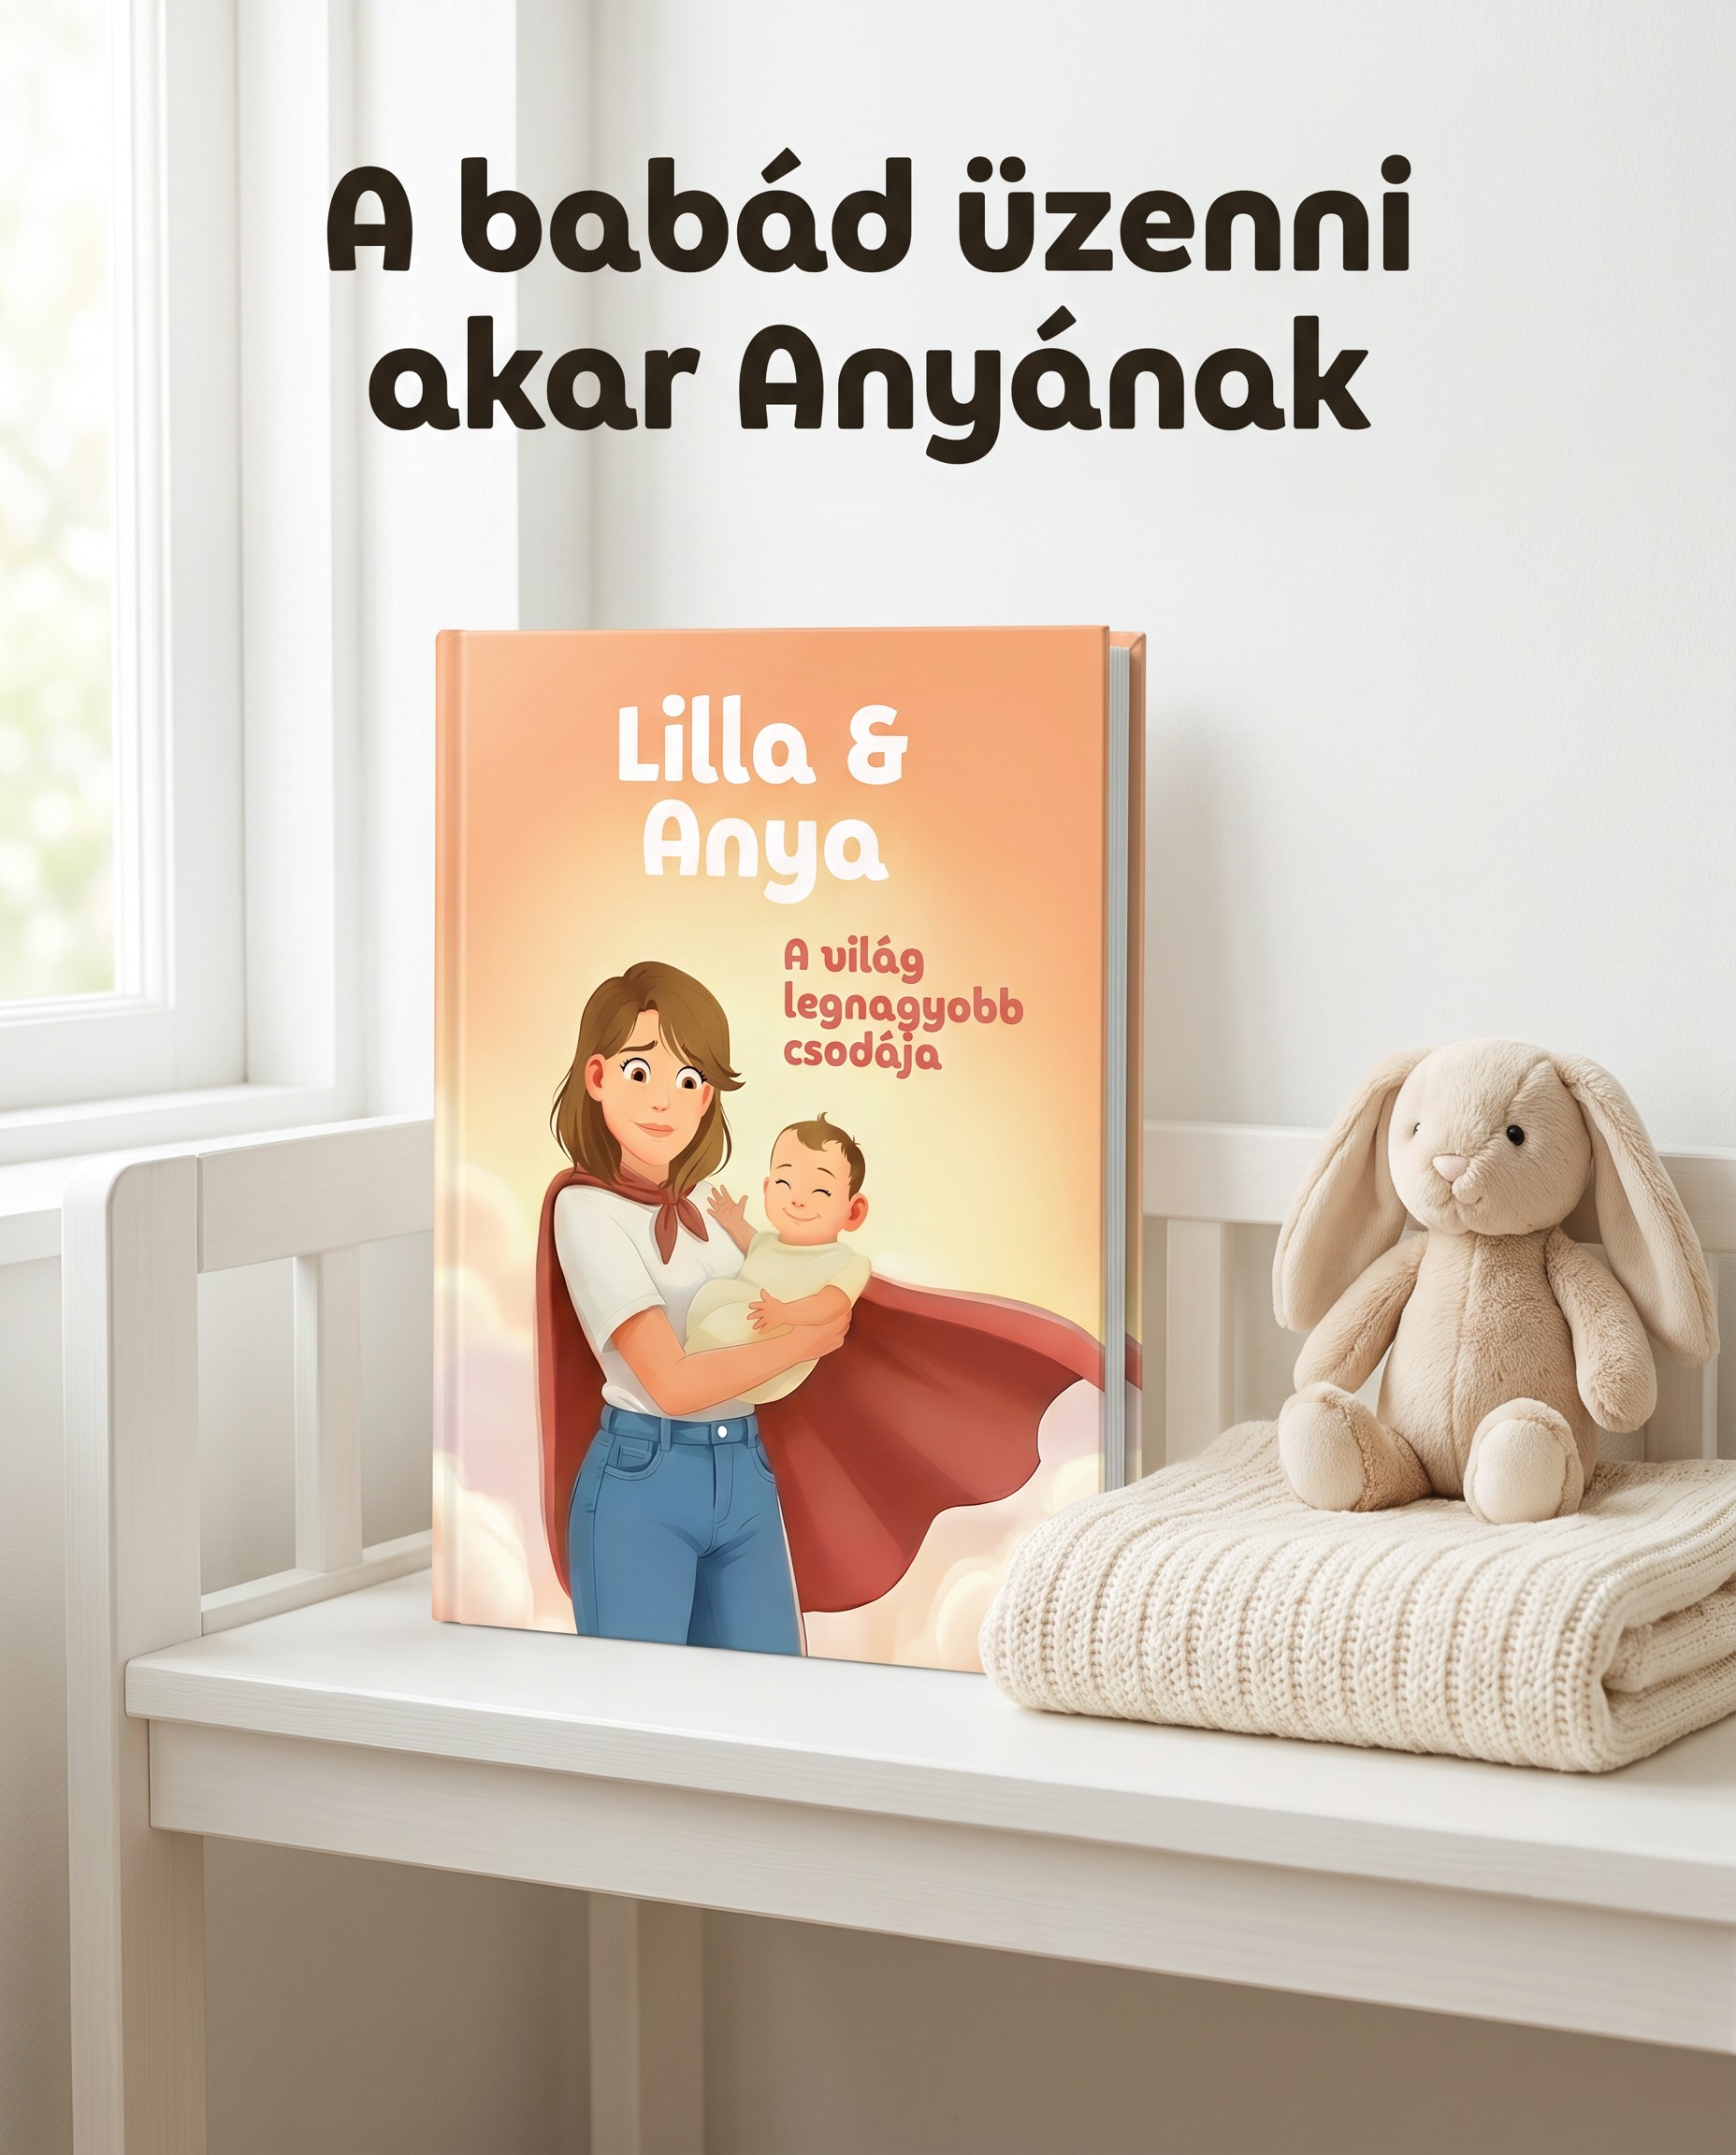 A babád üzenni
akar Anyának
Lilla &
Anya
A világ
legnagyobb
csodája